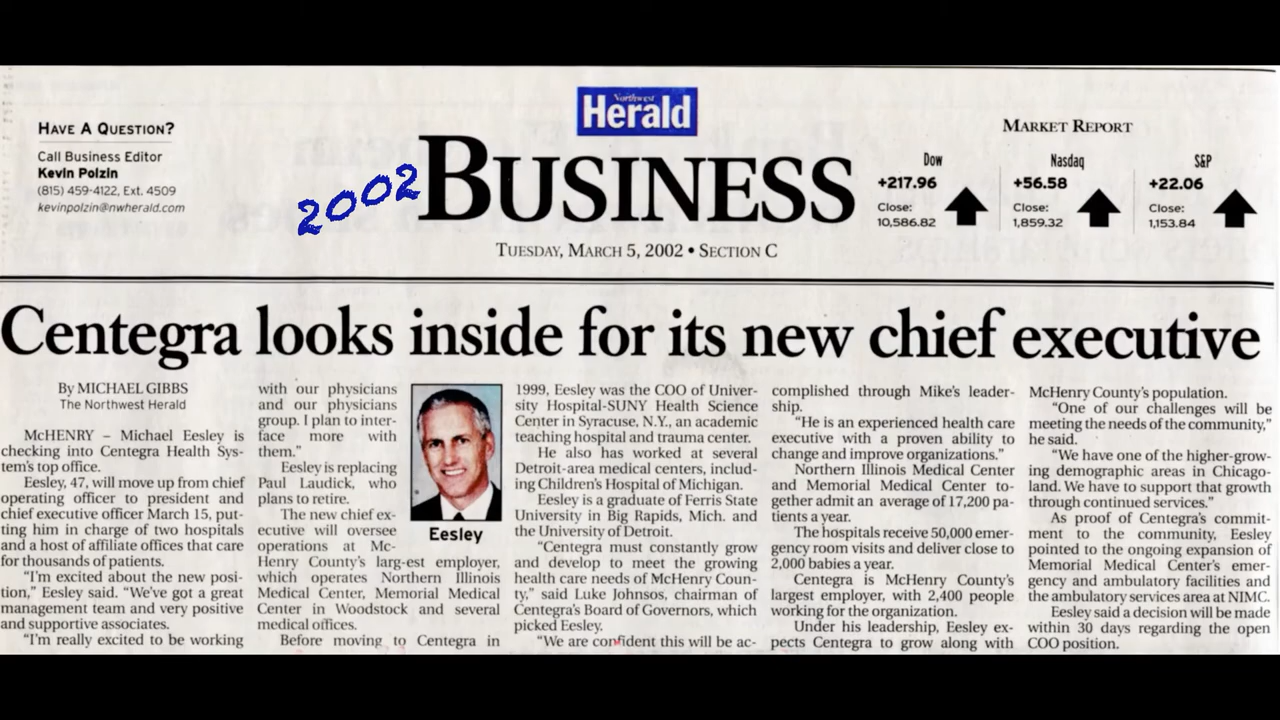 HAVE A QUESTION?
Call Business Editor
Kevin Polzin
(815) 459-4122, Ext. 4509
kevinpolzin@nwherald.com
Northwest
Herald
2002
BUSINESS
TUESDAY, MARCH 5, 2002 • SECTION C
MARKET REPORT
Dow
+217.96
Close:
10,586.82
Nasdaq
+56.58
Close:
1,859.32
S&P
+22.06
Close:
1,153.84
Centegra looks inside for its new chief executive
By MICHAEL GIBBS
The Northwest Herald
McHENRY – Michael Eesley is
checking into Centegra Health Sys-
tem's top office.
Eesley, 47, will move up from chief
operating officer to president and
chief executive officer March 15, put-
ting him in charge of two hospitals
and a host of affiliate offices that care
for thousands of patients.
"I'm excited about the new posi-
tion," Eesley said. "We've got a great
management team and very positive
and supportive associates.
"I'm really excited to be working
with our physicians
and our physicians
group. I plan to inter-
face more with
them."
Eesley is replacing
Paul Laudick, who
plans to retire.
The new chief ex-
ecutive will oversee
operations at Mc-
Henry County's larg-est employer,
which operates Northern Illinois
Medical Center, Memorial Medical
Center in Woodstock and several
medical offices.
Before moving to Centegra in
Eesley
1999, Eesley was the COO of Univer-
sity Hospital-SUNY Health Science
Center in Syracuse, N.Y., an academic
teaching hospital and trauma center.
He also has worked at several
Detroit-area medical centers, includ-
ing Children's Hospital of Michigan.
Eesley is a graduate of Ferris State
University in Big Rapids, Mich. and
the University of Detroit.
"Centegra must constantly grow
and develop to meet the growing
health care needs of McHenry Coun-
ty," said Luke Johnsos, chairman of
Centegra's Board of Governors, which
picked Eesley.
"We are confident this will be ac-
complished through Mike's leader-
ship.
"He is an experienced health care
executive with a proven ability to
change and improve organizations."
Northern Illinois Medical Center
and Memorial Medical Center to-
gether admit an average of 17,200 pa-
tients a year.
The hospitals receive 50,000 emer-
gency room visits and deliver close to
2,000 babies a year.
Centegra is McHenry County's
largest employer, with 2,400 people
working for the organization.
Under his leadership, Eesley ex-
pects Centegra to grow along with
McHenry County's population.
"One of our challenges will be
meeting the needs of the community,"
he said.
"We have one of the higher-grow-
ing demographic areas in Chicago-
land. We have to support that growth
through continued services."
As proof of Centegra's commit-
ment to the community, Eesley
pointed to the ongoing expansion of
Memorial Medical Center's emer-
gency and ambulatory facilities and
the ambulatory services area at NIMC.
Eesley said a decision will be made
within 30 days regarding the open
COO position.